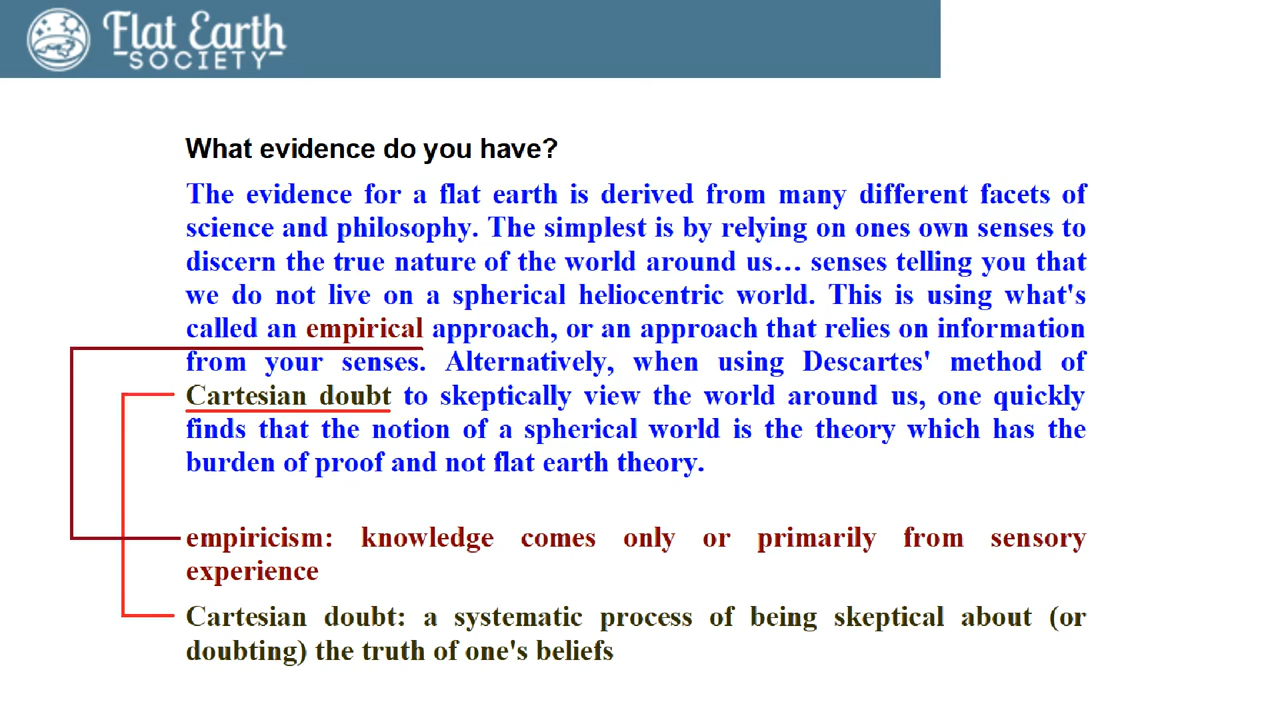 Flat Earth
SOCIETY
What evidence do you have?
The evidence for a flat earth is derived from many different facets of
science and philosophy. The simplest is by relying on ones own senses to
discern the true nature of the world around us… senses telling you that
we do not live on a spherical heliocentric world. This is using what's
called an empirical approach, or an approach that relies on information
from your senses. Alternatively, when using Descartes' method of
Cartesian doubt to skeptically view the world around us, one quickly
finds that the notion of a spherical world is the theory which has the
burden of proof and not flat earth theory.
empiricism: knowledge comes only or primarily from sensory
experience
Cartesian doubt: a systematic process of being skeptical about (or
doubting) the truth of one's beliefs